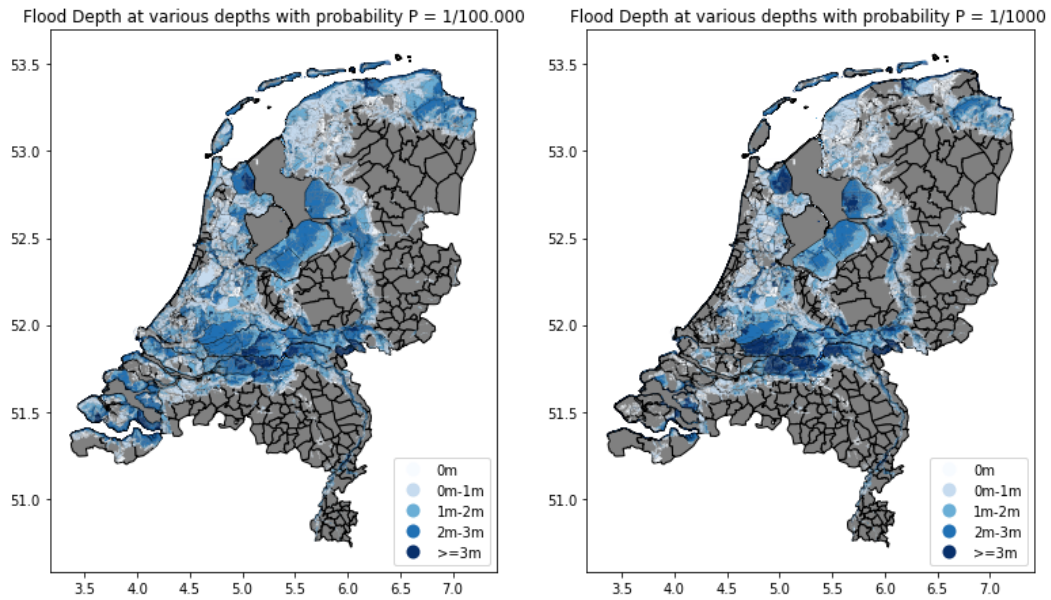 Flood Depth at various depths with probability P = 1/100.000
53.5
53.0
52.5
52.0
51.5
51.0
3.5 4.0 4.5 5.0 5.5 6.0 6.5 7.0
0m
0m-1m
1m-2m
2m-3m
>=3m
Flood Depth at various depths with probability P = 1/1000
53.5
53.0
52.5
52.0
51.5
51.0
3.5 4.0 4.5 5.0 5.5 6.0 6.5 7.0
0m
0m-1m
1m-2m
2m-3m
>=3m